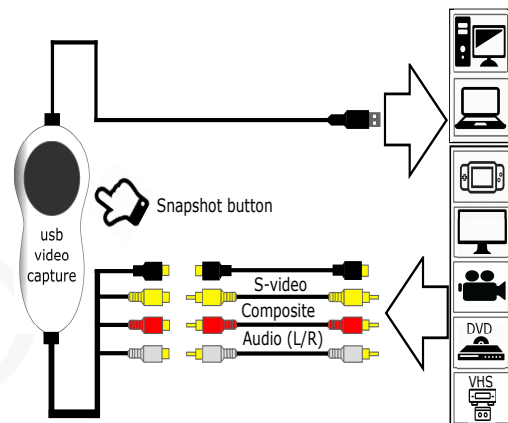 Snapshot button
usb
video
capture
S-video
Composite
Audio (L/R)
DVD
VHS